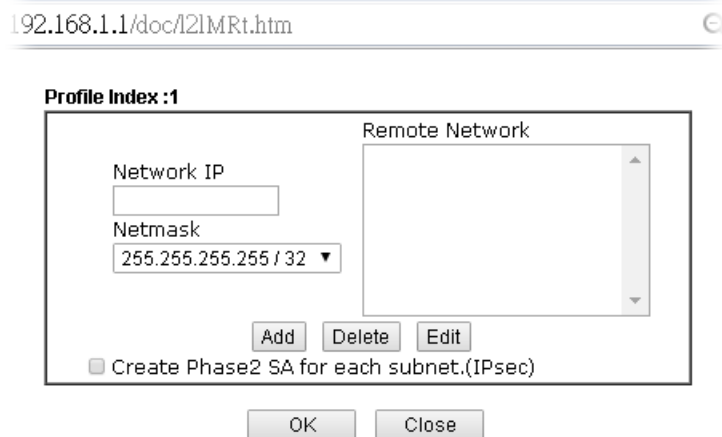 192.168.1.1/doc/l2lMRt.htm
Profile Index :1
Remote Network
Network IP
Netmask
255.255.255.255 / 32
Add Delete Edit
Create Phase2 SA for each subnet.(IPsec)
OK Close